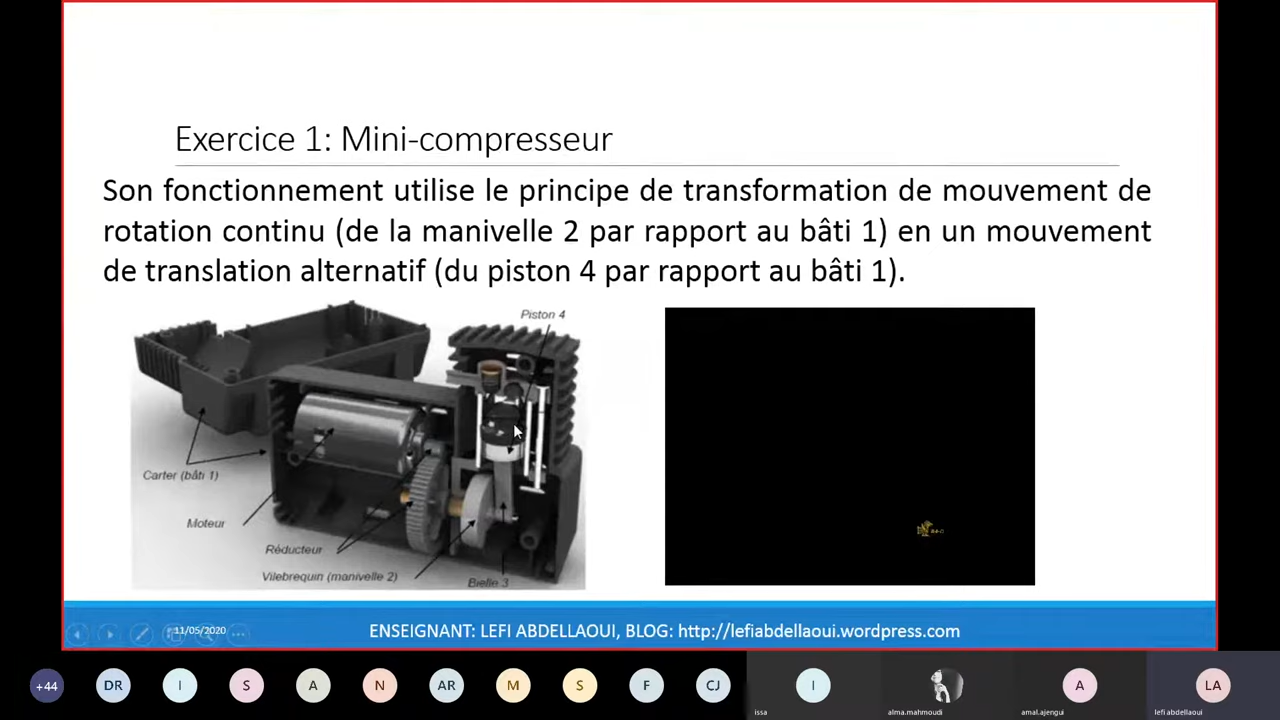 Exercice 1: Mini-compresseur
Son fonctionnement utilise le principe de transformation de mouvement de
rotation continu (de la manivelle 2 par rapport au bâti 1) en un mouvement
de translation alternatif (du piston 4 par rapport au bâti 1).
Piston 4
Carter (bâti 1)
Moteur
Réducteur
Vilebrequin (manivelle 2)
Bielle 3
11/05/2020
ENSEIGNANT: LEFI ABDELLAOUI, BLOG: http://lefiabdellaoui.wordpress.com
+44
DR
I
S
A
N
AR
M
S
F
CJ
I
A
LA
issa
alma.mahmoudi
amal.ajengui
lefi abdellaoui